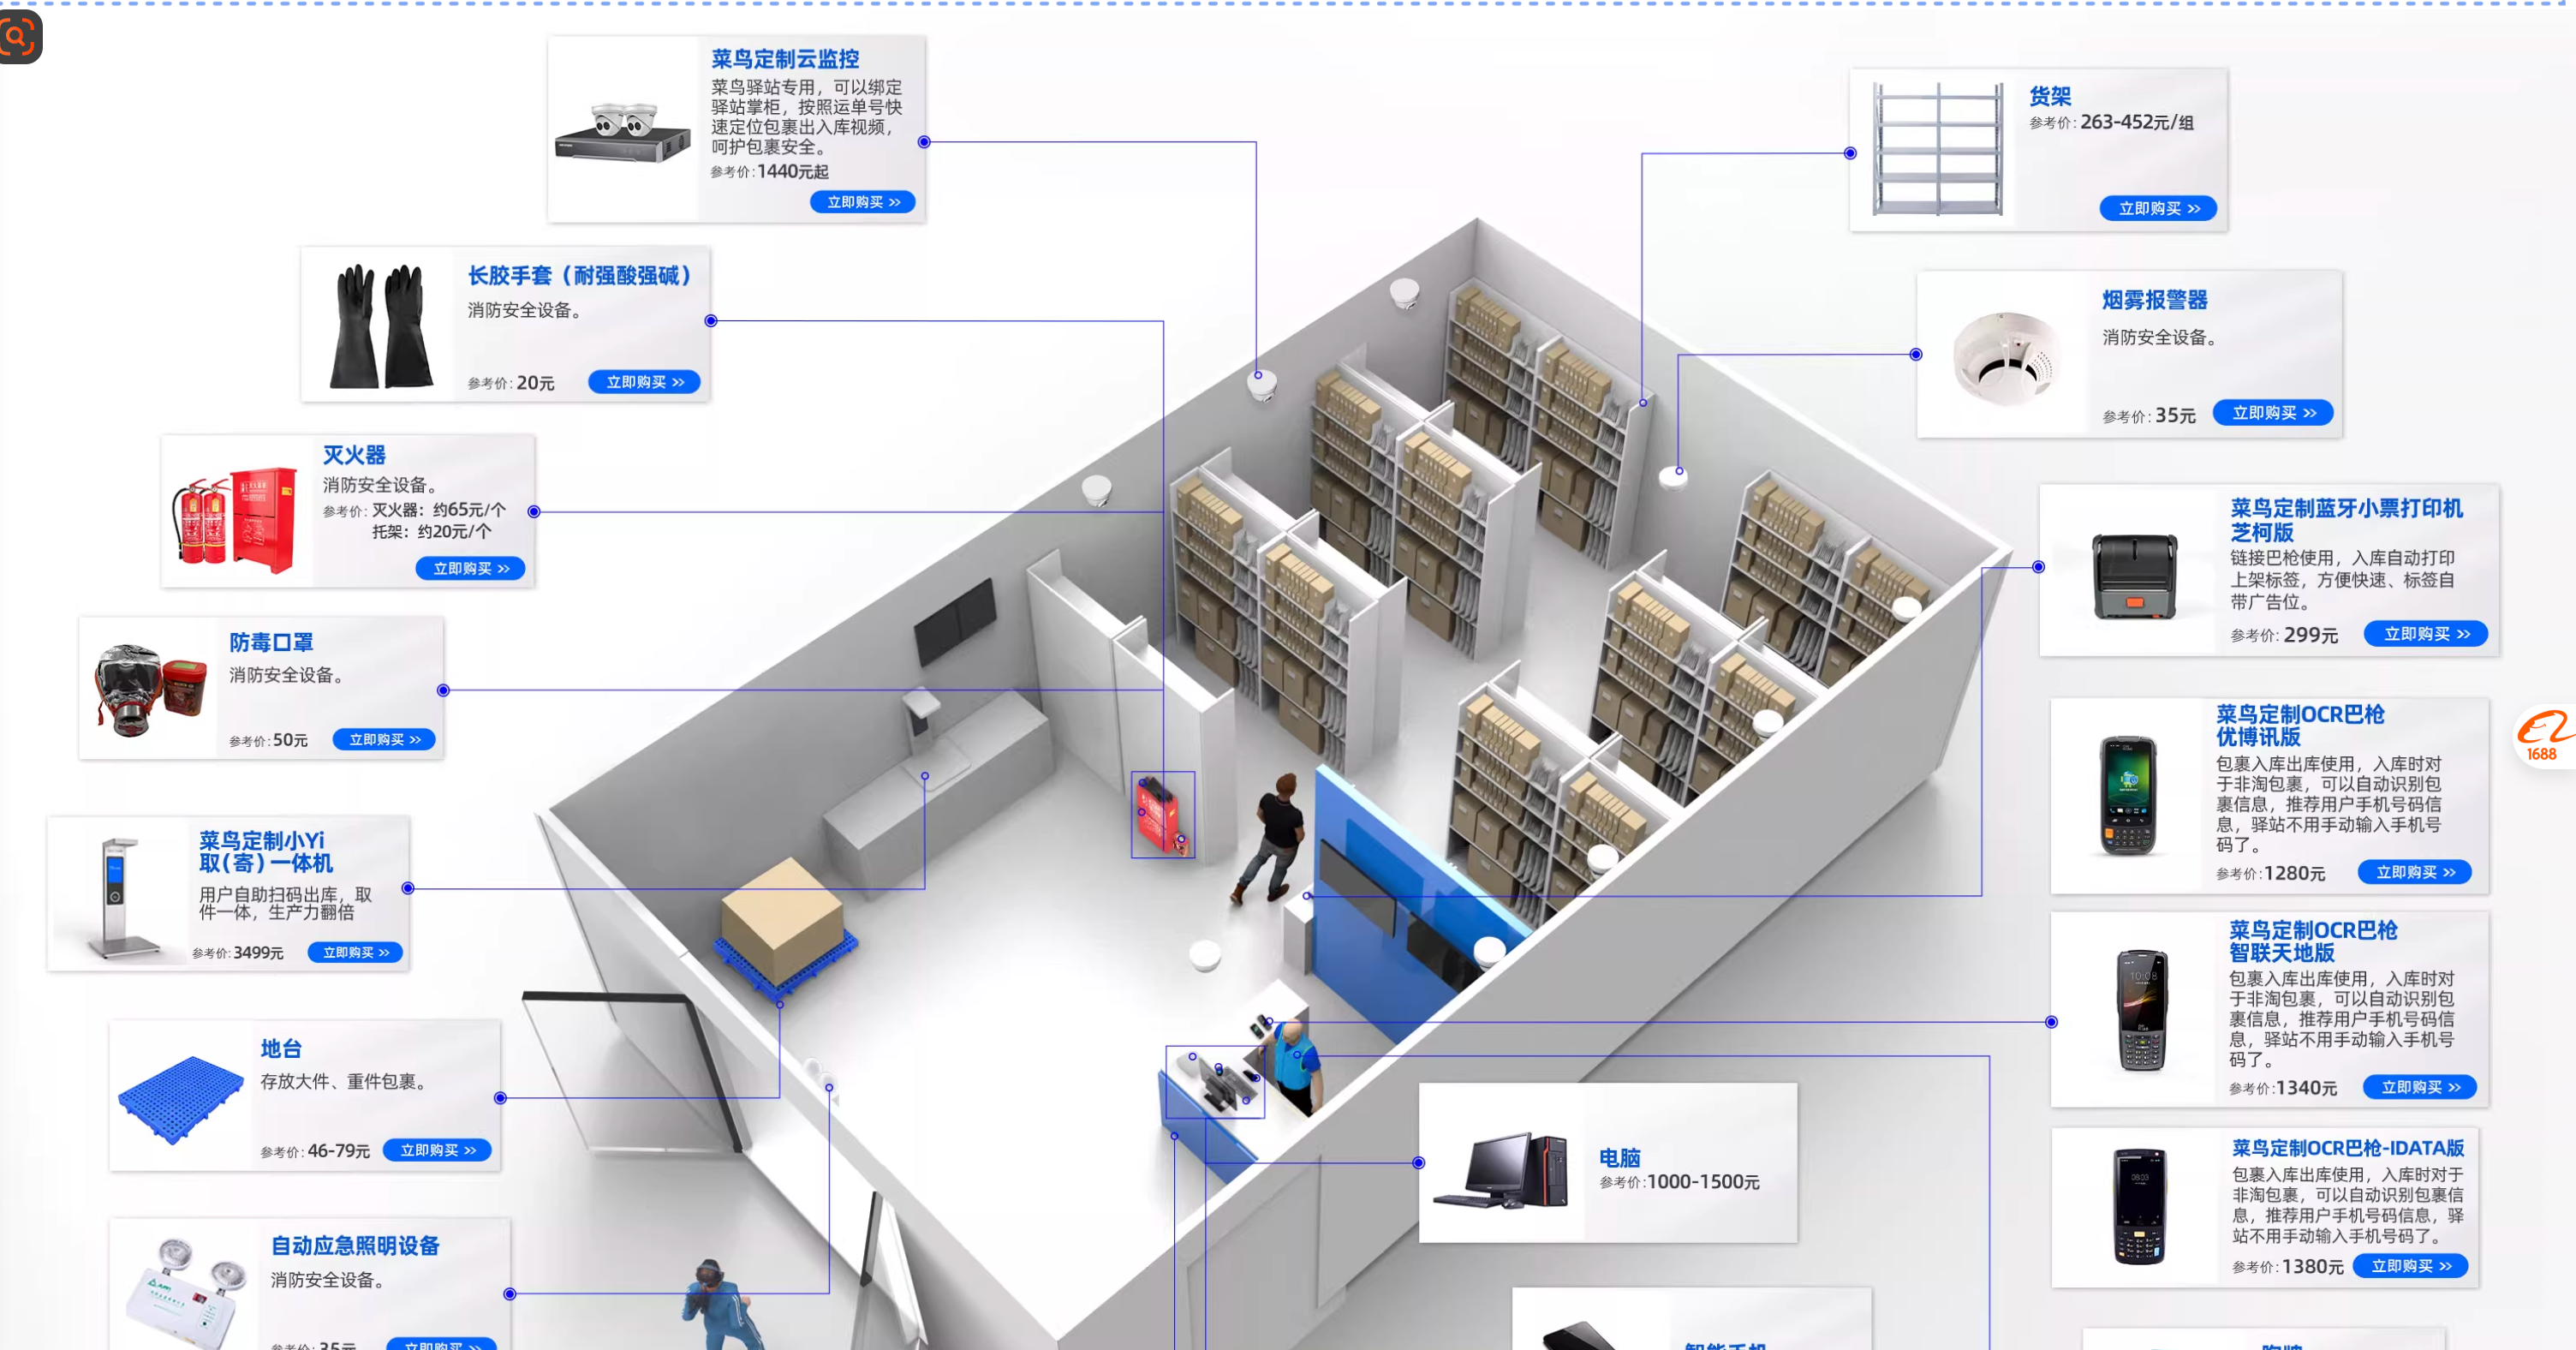 菜鸟定制云监控
菜鸟驿站专用，可以绑定
驿站掌柜，按照运单号快
速定位包裹出入库视频，
呵护包裹安全。
参考价：1440元起
立即购买 >>
货架
参考价：263-452元/组
立即购买 >>
长胶手套（耐强酸强碱）
消防安全设备。
参考价：20元
立即购买 >>
烟雾报警器
消防安全设备。
参考价：35元
立即购买 >>
灭火器
消防安全设备。
参考价：灭火器：约65元/个
托架：约20元/个
立即购买 >>
菜鸟定制蓝牙小票打印机
芝柯版
链接巴枪使用，入库自动打印
上架标签，方便快速、标签自
带广告位。
参考价：299元
立即购买 >>
防毒口罩
消防安全设备。
参考价：50元
立即购买 >>
菜鸟定制OCR巴枪
优博讯版
包裹入库出库使用，入库时对
于非淘包裹，可以自动识别包
裹信息，推荐用户手机号码信
息，驿站不用手动输入手机号
码了。
参考价：1280元
立即购买 >>
1688
菜鸟定制小Yi
取（寄）一体机
用户自助扫码出库，取
件一体，生产力翻倍
参考价：3499元
立即购买 >>
菜鸟定制OCR巴枪
智联天地版
包裹入库出库使用，入库时对
于非淘包裹，可以自动识别包
裹信息，推荐用户手机号码信
息，驿站不用手动输入手机号
码了。
参考价：1340元
立即购买 >>
10:08
地台
存放大件、重件包裹。
参考价：46-79元
立即购买 >>
电脑
参考价：1000-1500元
菜鸟定制OCR巴枪-IDATA版
包裹入库出库使用，入库时对于
非淘包裹，可以自动识别包裹信
息，推荐用户手机号码信息，驿
站不用手动输入手机号码了。
参考价：1380元
立即购买 >>
自动应急照明设备
消防安全设备。
参考价：35元
立即购买 >>
智能手机
胸牌